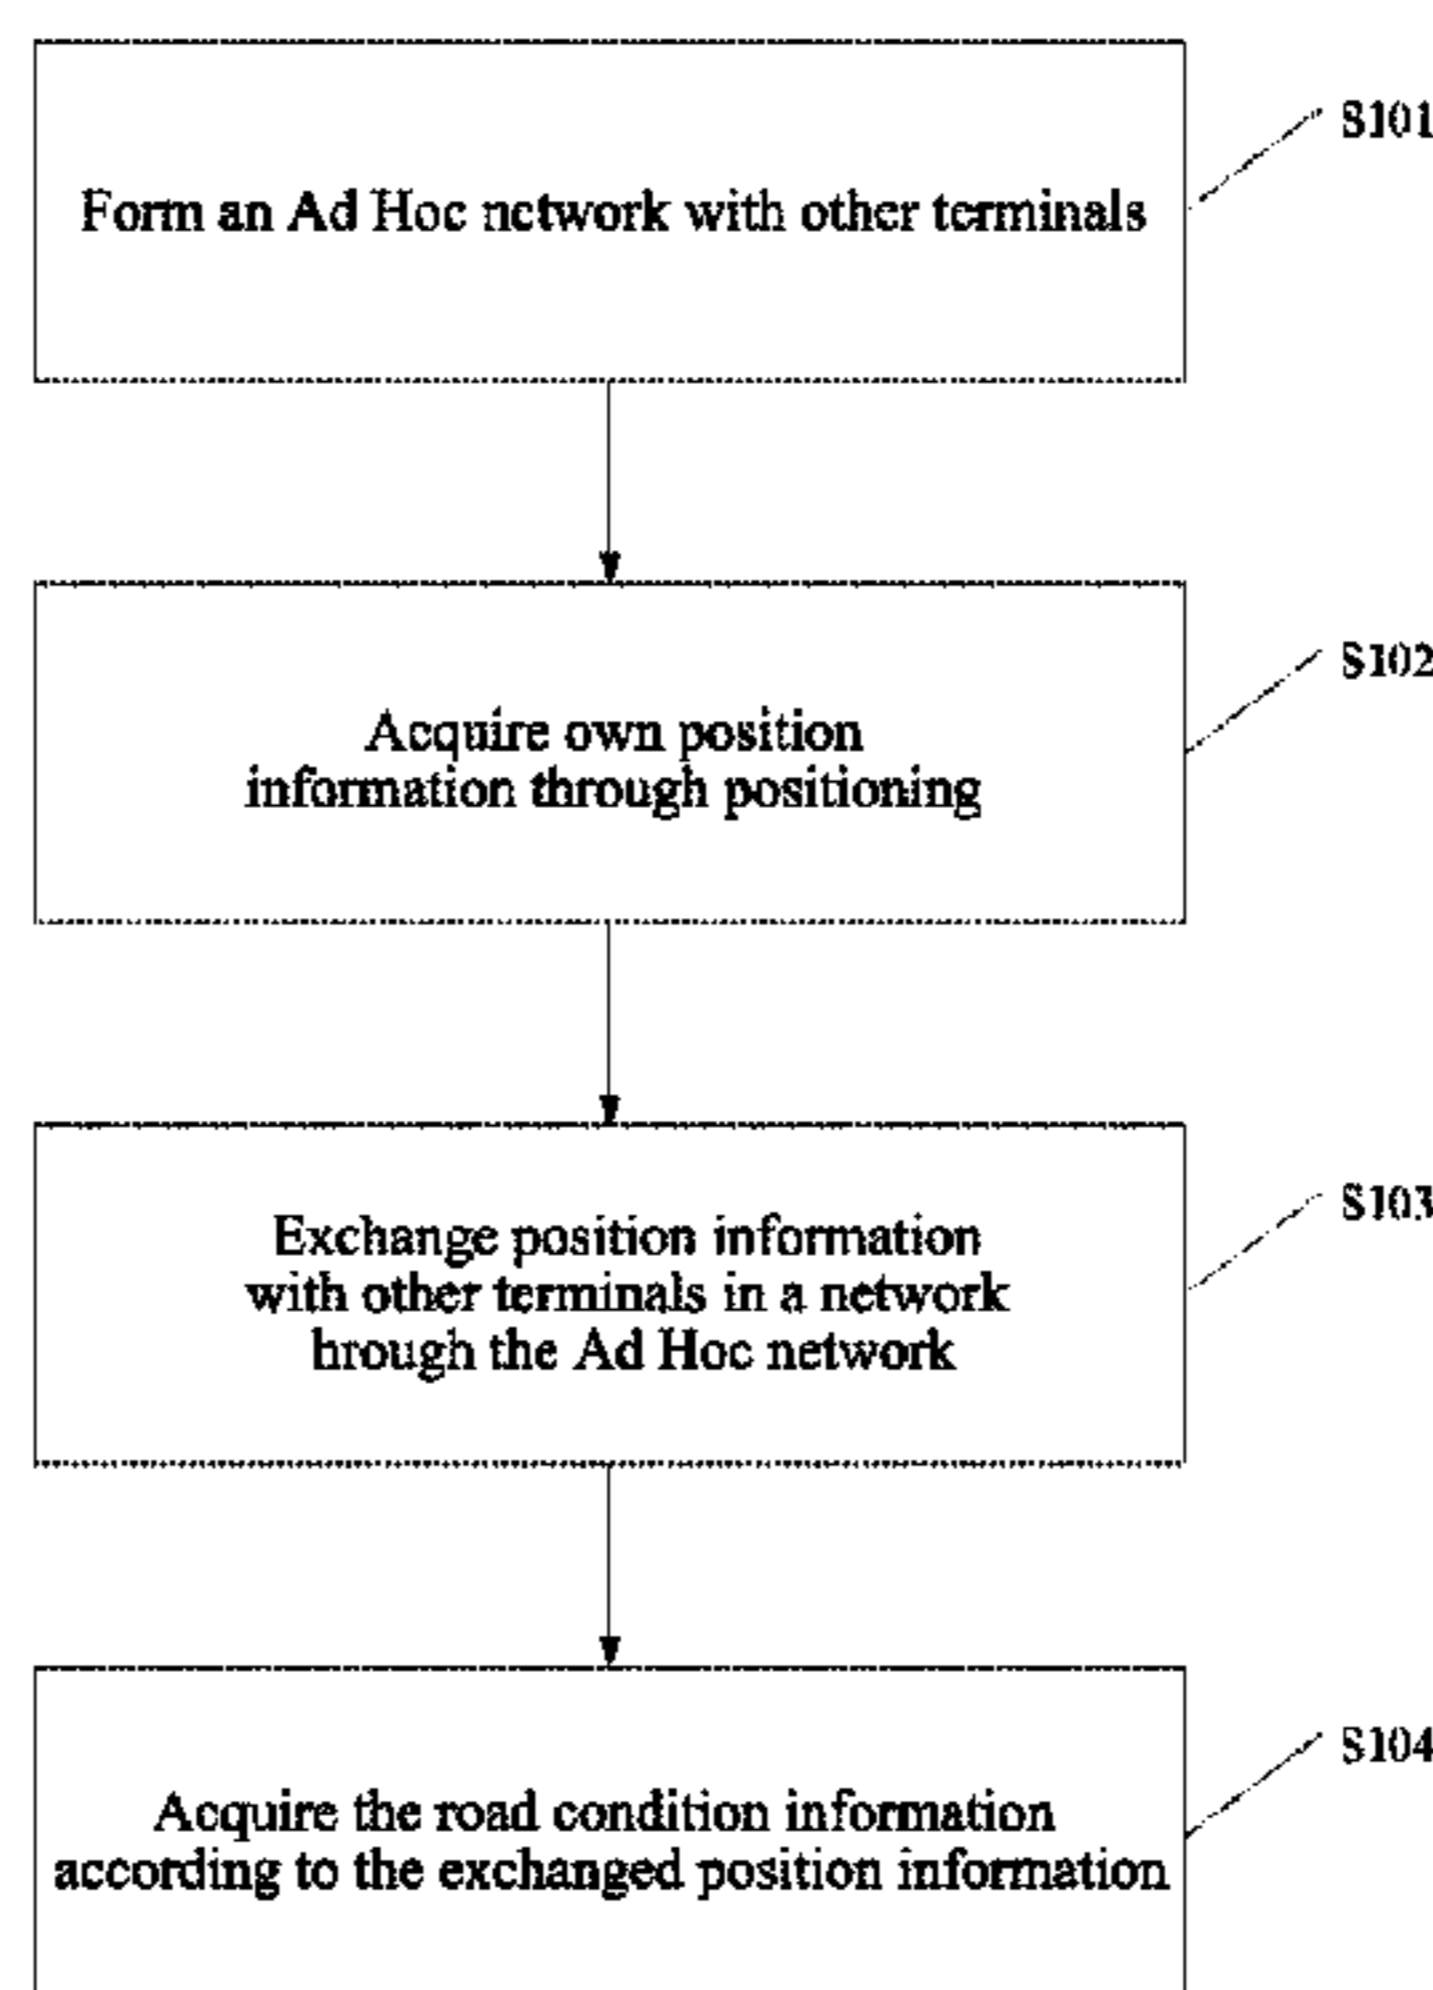 S101
Form an Ad Hoc network with other terminals
S102
Acquire own position
information through positioning
S103
Exchange position information
with other terminals in a network
hrough the Ad Hoc network
S104
Acquire the road condition information
according to the exchanged position information